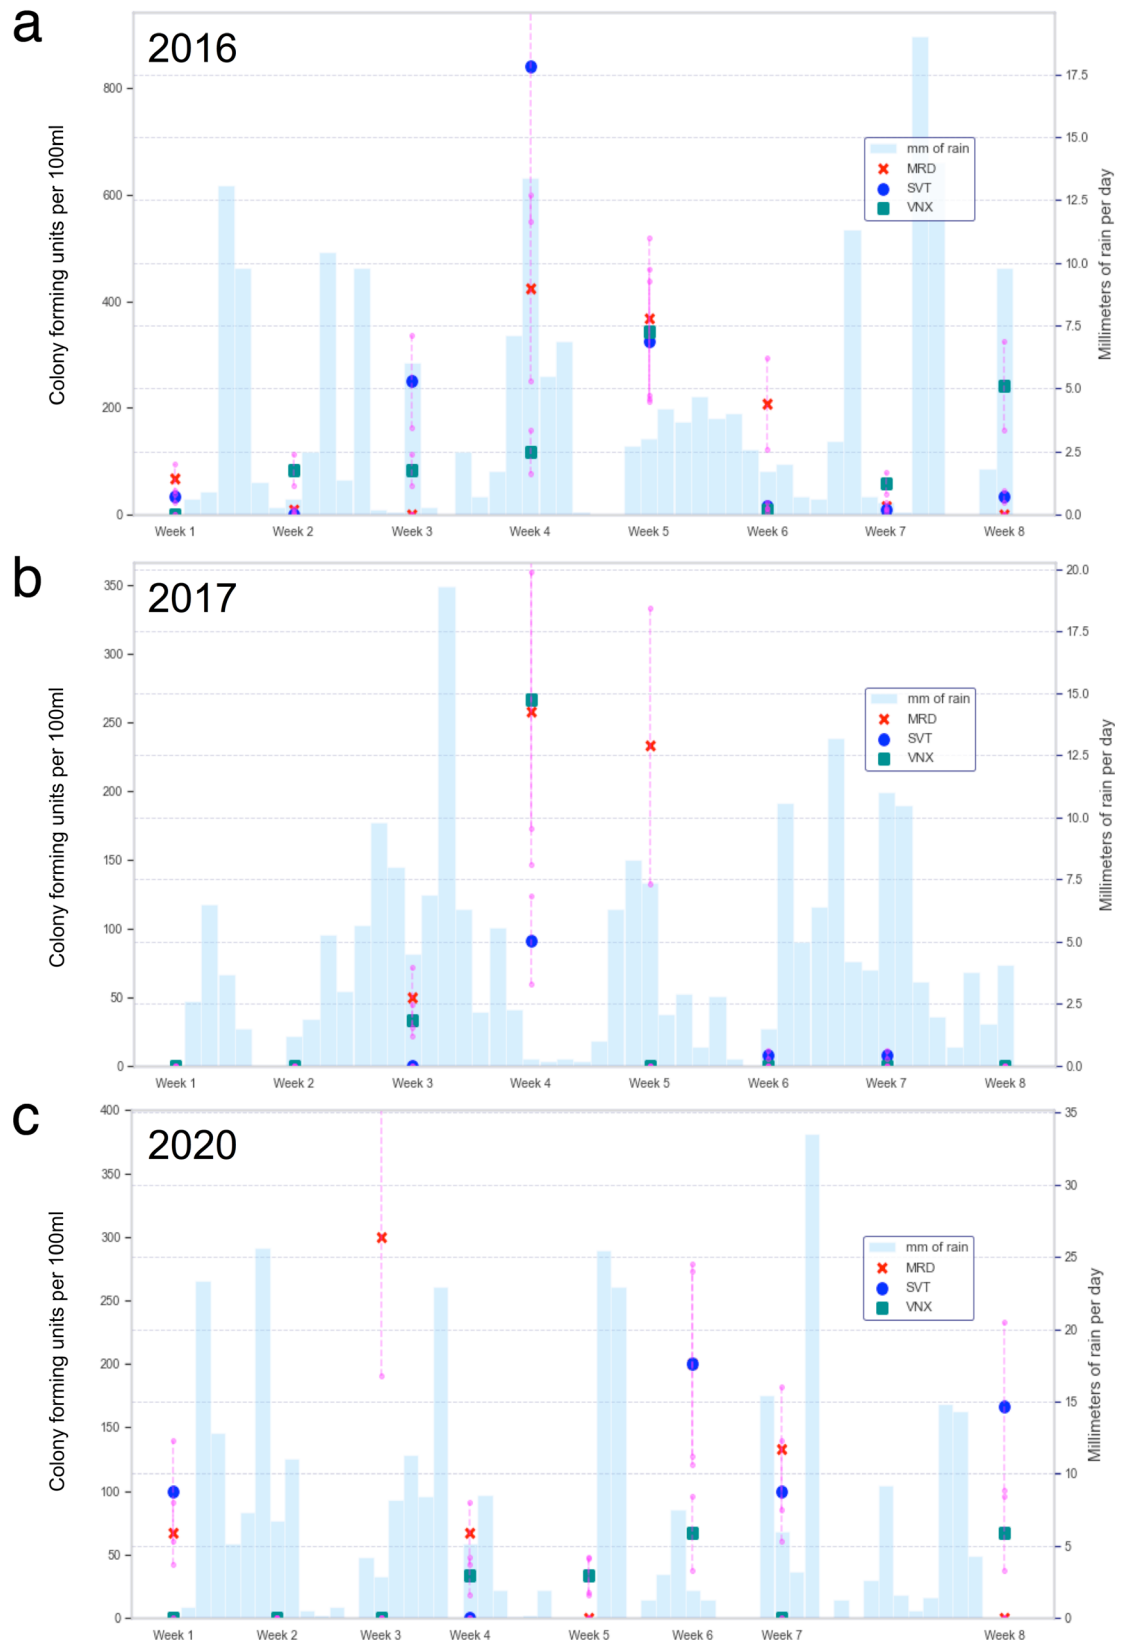 a
2016
Colony forming units per 100ml
800
600
400
200
0
17.5
15.0
12.5
10.0
7.5
5.0
2.5
0.0
Millimeters of rain per day
mm of rain
MRD
SVT
VNX
Week 1 Week 2 Week 3 Week 4 Week 5 Week 6 Week 7 Week 8
b
2017
Colony forming units per 100ml
350
300
250
200
150
100
50
0
20.0
17.5
15.0
12.5
10.0
7.5
5.0
2.5
0.0
Millimeters of rain per day
mm of rain
MRD
SVT
VNX
Week 1 Week 2 Week 3 Week 4 Week 5 Week 6 Week 7 Week 8
c
2020
Colony forming units per 100ml
400
350
300
250
200
150
100
50
0
35
30
25
20
15
10
5
0
Millimeters of rain per day
mm of rain
MRD
SVT
VNX
Week 1 Week 2 Week 3 Week 4 Week 5 Week 6 Week 7 Week 8